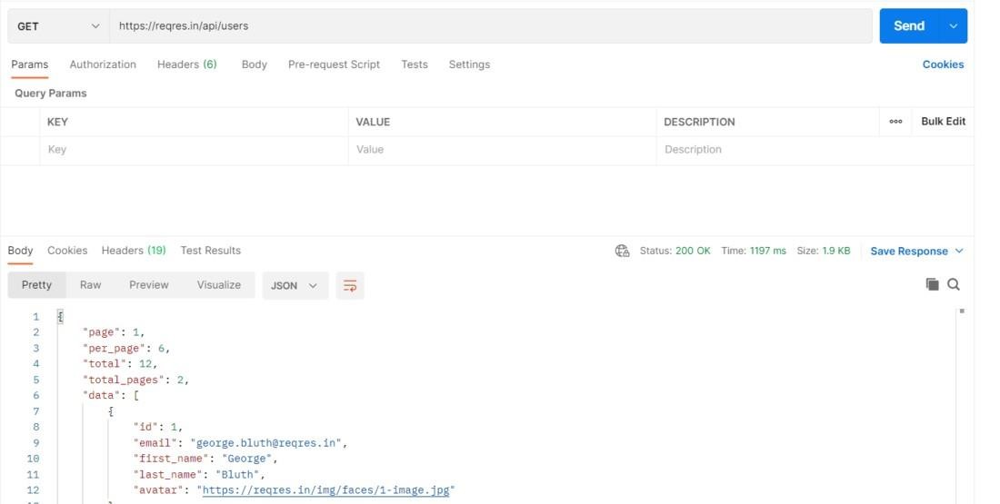 GET https://reqres.in/api/users Send
Params Authorization Headers (6) Body Pre-request Script Tests Settings Cookies
Query Params
KEY VALUE DESCRIPTION ooo Bulk Edit
Key Value Description
Body Cookies Headers (19) Test Results Status: 200 OK Time: 1197 ms Size: 1.9 KB Save Response
Pretty Raw Preview Visualize JSON
1 {
2 "page": 1,
3 "per_page": 6,
4 "total": 12,
5 "total_pages": 2,
6 "data": [
7 {
8 "id": 1,
9 "email": "george.bluth@reqres.in",
10 "first_name": "George",
11 "last_name": "Bluth",
12 "avatar": "https://reqres.in/img/faces/1-image.jpg"